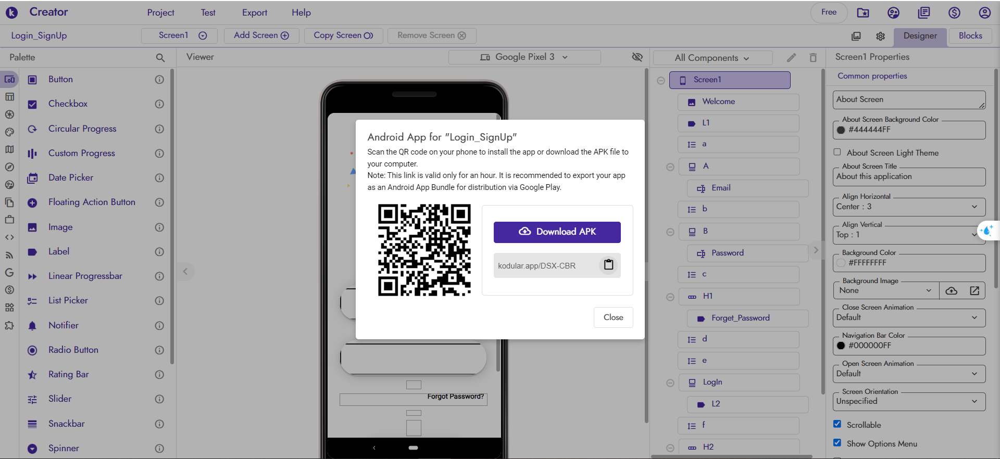 Creator
Project
Test
Export
Help
Free
Login_SignUp
Screen1
Add Screen
Copy Screen
Remove Screen
Designer
Blocks
Palette
Viewer
Google Pixel 3
All Components
Screen1 Properties
Button
Checkbox
Circular Progress
Custom Progress
Date Picker
Floating Action Button
Image
Label
Linear Progressbar
List Picker
Notifier
Radio Button
Rating Bar
Slider
Snackbar
Spinner
Android App for "Login_SignUp"
Scan the QR code on your phone to install the app or download the APK file to
your computer.
Note: This link is valid only for an hour. It is recommended to export your app
as an Android App Bundle for distribution via Google Play.
Download APK
kodular.app/DSX-CBR
Close
Forgot Password?
Screen1
Welcome
L1
a
A
Email
b
B
Password
c
H1
Forget_Password
d
e
LogIn
L2
f
H2
Common properties
About Screen
About Screen Background Color
#444444FF
About Screen Light Theme
About Screen Title
About this application
Align Horizontal
Center : 3
Align Vertical
Top : 1
Background Color
#FFFFFFFF
Background Image
None
Close Screen Animation
Default
Navigation Bar Color
#000000FF
Open Screen Animation
Default
Screen Orientation
Unspecified
Scrollable
Show Options Menu